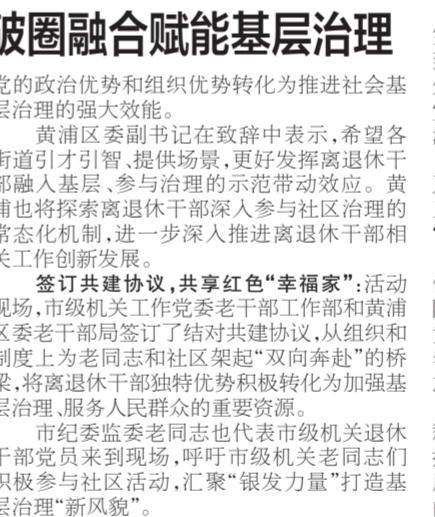 破圈融合赋能基层治理
党的政治优势和组织优势转化为推进社会基
层治理的强大效能。
黄浦区委副书记在致辞中表示,希望各
街道引才引智、提供场景,更好发挥离退休干
部融入基层、参与治理的示范带动效应。黄
浦也将探索离退休干部深入参与社区治理的
常态化机制,进一步深入推进离退休干部相
关工作创新发展。
签订共建协议,共享红色“幸福家”:活动
现场,市级机关工作党委老干部工作部和黄浦
区委老干部局签订了结对共建协议,从组织和
制度上为老同志和社区架起“双向奔赴”的桥
梁,将离退休干部独特优势积极转化为加强基
层治理、服务人民群众的重要资源。
市纪委监委老同志也代表市级机关退休
干部党员来到现场,呼吁市级机关老同志们
积极参与社区活动,汇聚“银发力量”打造基
层治理“新风貌”。